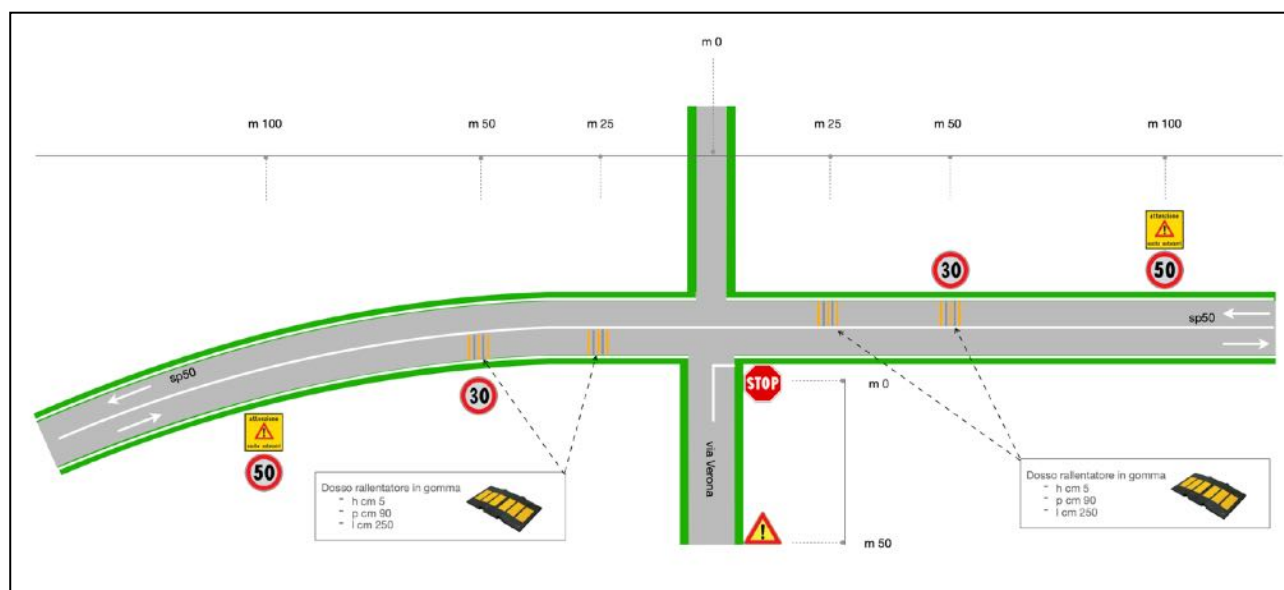 m 0
m 100
m 50
m 25
m 25
m 50
m 100
attenzione
30
50
sp50
sp50
STOP
m 0
30
attenzione
50
via Verona
Dosso rallentatore in gomma
- h cm 5
- p cm 90
- l cm 250
Dosso rallentatore in gomma
- h cm 5
- p cm 90
- l cm 250
!
m 50